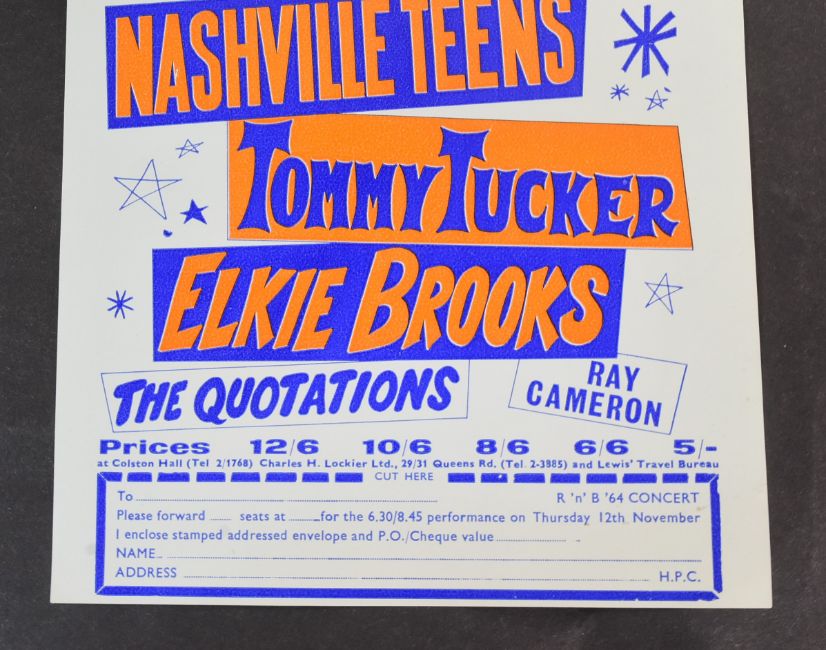 NASHVILLE TEENS
TOMMY TUCKER
ELKIE BROOKS
THE QUOTATIONS
RAY
CAMERON
Prices 12/6 10/6 8/6 6/6 5/-
at Colston Hall (Tel 2/1768) Charles H. Lockier Ltd., 29/31 Queens Rd. (Tel. 2-3885) and Lewis' Travel Bureau
CUT HERE
To
R 'n' B '64 CONCERT
Please forward ...... seats at ......... for the 6.30/8.45 performance on Thursday 12th November
I enclose stamped addressed envelope and P.O./Cheque value
NAME
ADDRESS
H.P.C.